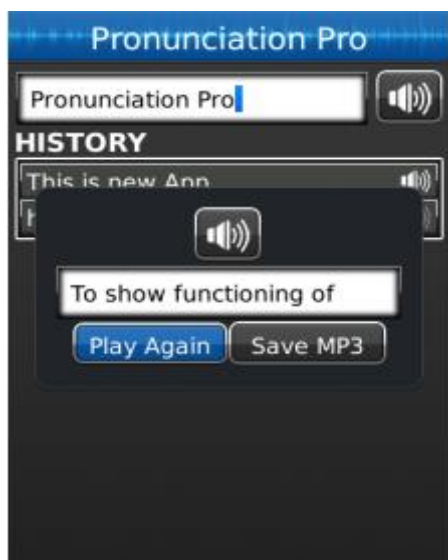 Pronunciation Pro
Pronunciation Pro
HISTORY
This is new App
To show functioning of
Play Again Save MP3